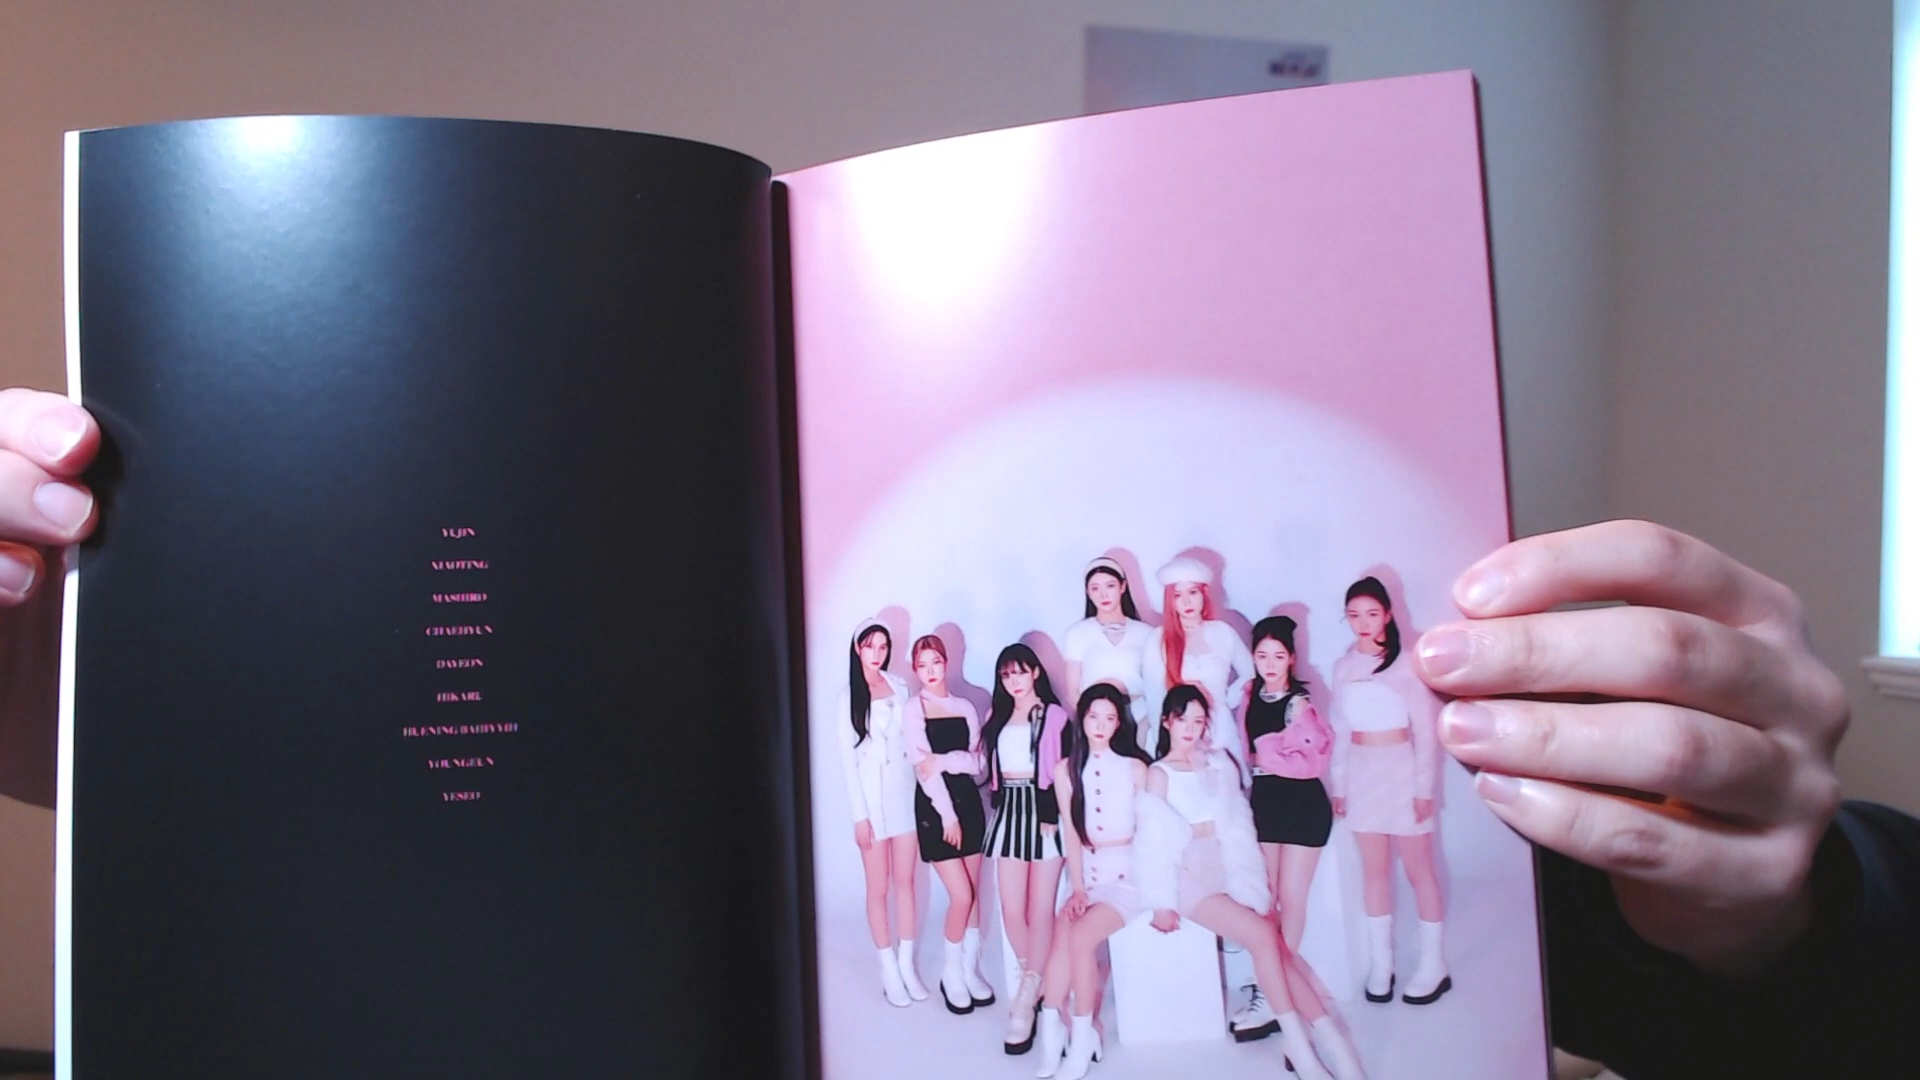 YUJIN
XIAOTING
MASHIRO
CHAEHYUN
DAYEON
HIKARU
HUENING BAHIYYIH
YOUNGEUN
YESEO